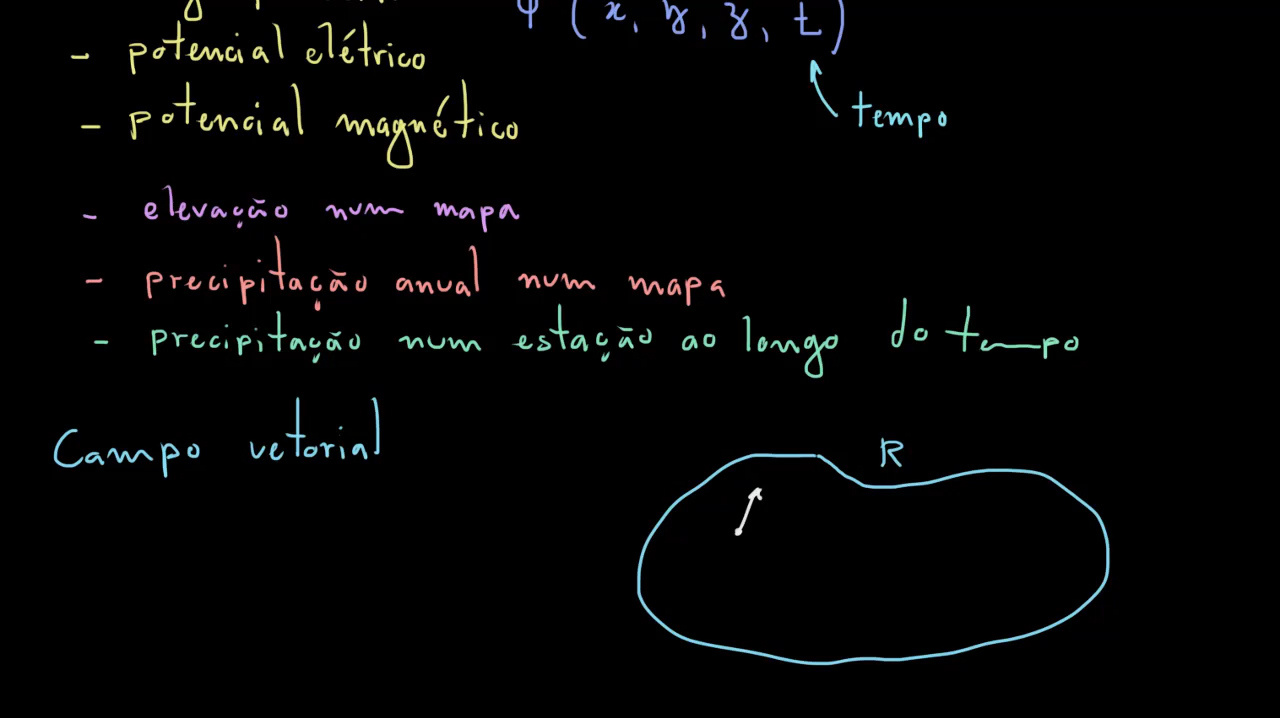 φ (x, y, z, t)
- potencial elétrico
tempo
- potencial magnético
- elevação num mapa
- precipitação anual num mapa
- precipitação num estação ao longo do tempo
Campo vetorial
R